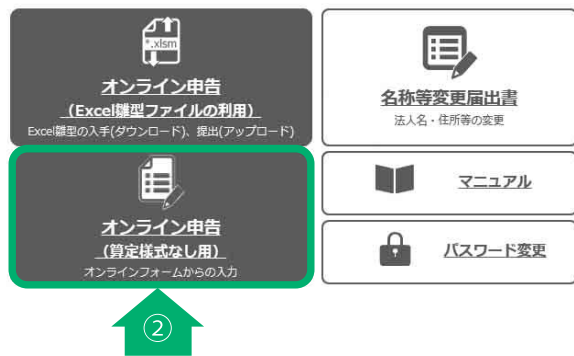 *.xlsm
オンライン申告
（Excel雛型ファイルの利用）
Excel雛型の入手(ダウンロード)、提出(アップロード)
名称等変更届出書
法人名・住所等の変更
オンライン申告
（算定様式なし用）
オンラインフォームからの入力
マニュアル
パスワード変更
②